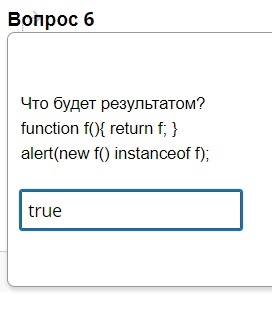 Вопрос 6
Что будет результатом?
function f(){ return f; }
alert(new f() instanceof f);
true